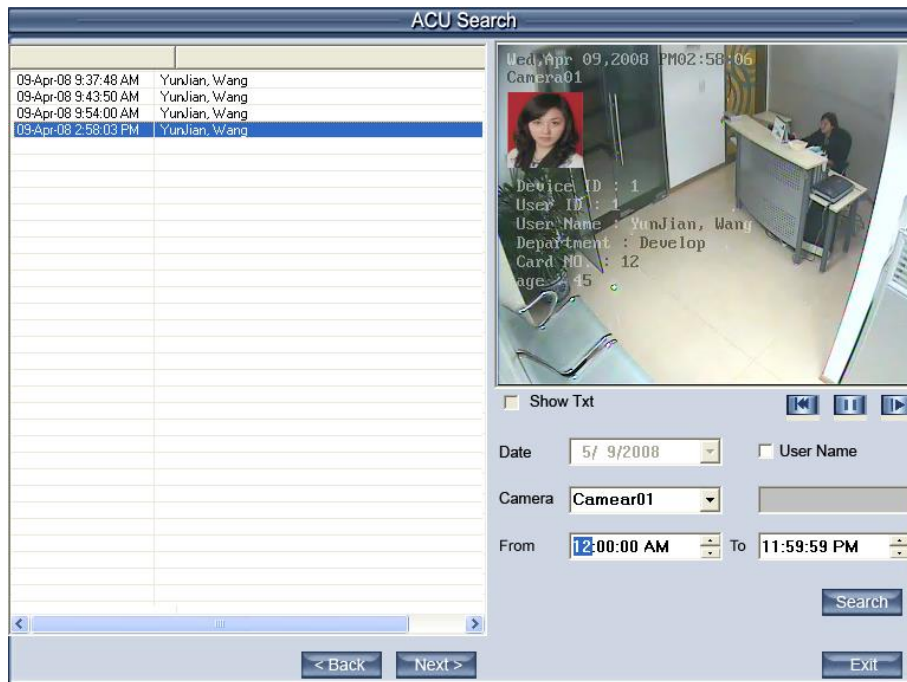 ACU Search
09-Apr-08 9:37:48 AM YunJian, Wang
09-Apr-08 9:43:50 AM YunJian, Wang
09-Apr-08 9:54:00 AM YunJian, Wang
09-Apr-08 2:58:03 PM YunJian, Wang
Wed,Apr 09,2008 PM02:58:06
Camera01
Device ID : 1
User ID : 1
User Name : YunJian, Wang
Department : Develop
Card NO. : 12
age : 45
Show Txt
Date 5/ 9/2008 User Name
Camera Camear01
From 12:00:00 AM To 11:59:59 PM
Search
< Back Next > Exit